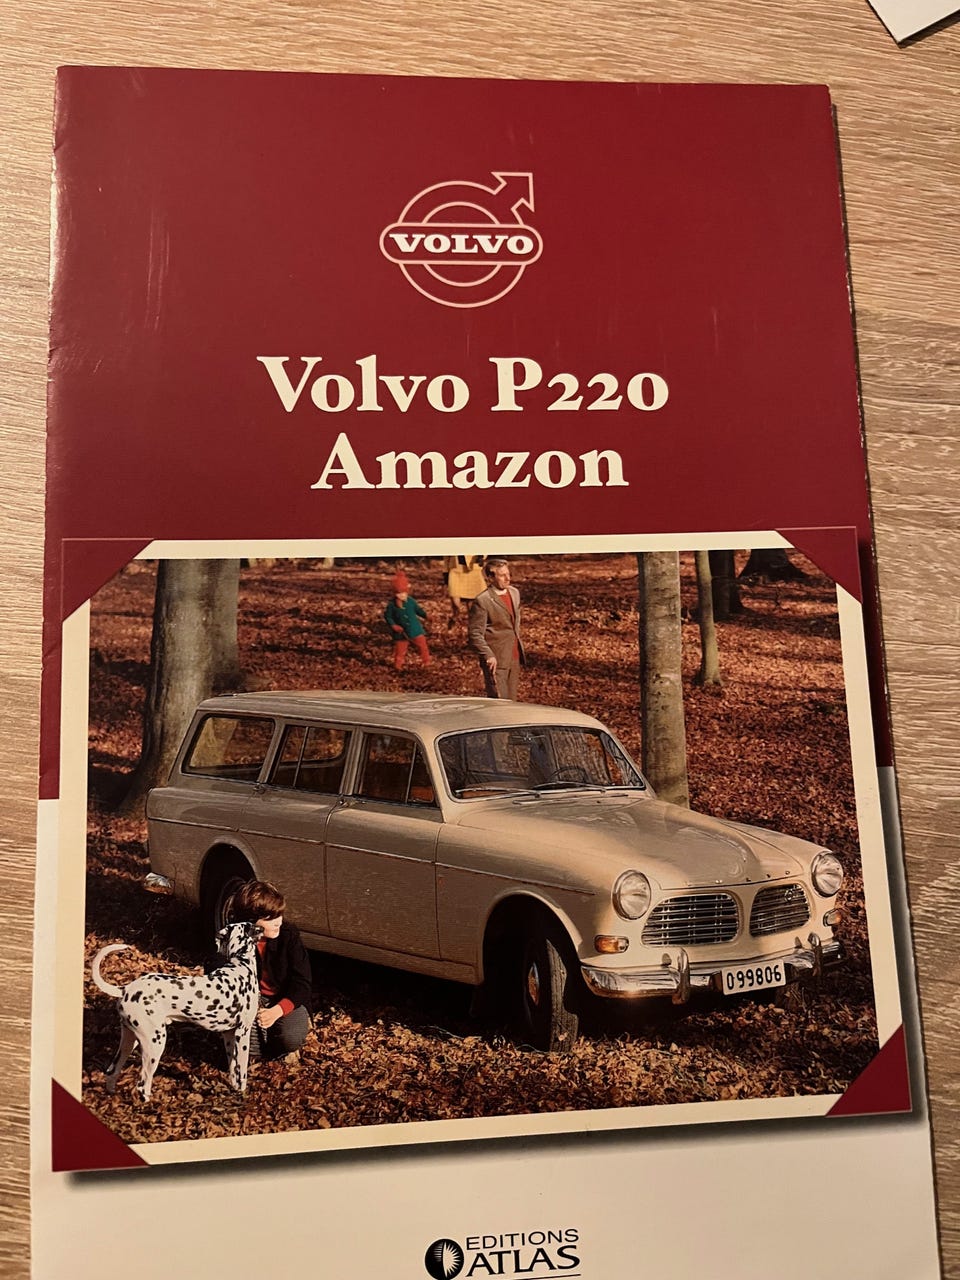 VOLVO
Volvo P220
Amazon
099806
EDITIONS
ATLAS